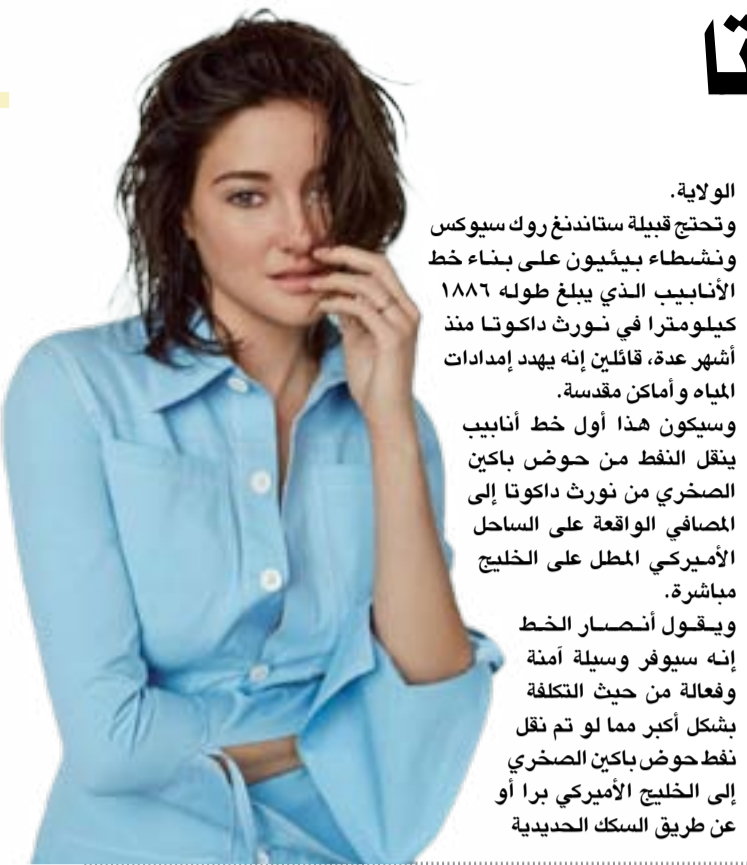 تا
الولاية.
وتحتج قبيلة ستاندنغ روك سيوكس
ونشطاء بيئيون على بناء خط
الأنابيب الذي يبلغ طوله ١٨٨٦
كيلومترا في نورث داكوتا منذ
أشهر عدة، قائلين إنه يهدد إمدادات
المياه وأماكن مقدسة.
وسيكون هذا أول خط أنابيب
ينقل النفط من حوض باكين
الصخري من نورث داكوتا إلى
المصافي الواقعة على الساحل
الأميركي المطل على الخليج
مباشرة.
ويقول أنصار الخط
إنه سيوفر وسيلة آمنة
وفعالة من حيث التكلفة
بشكل أكبر مما لو تم نقل
نفط حوض باكين الصخري
إلى الخليج الأميركي برا أو
عن طريق السكك الحديدية